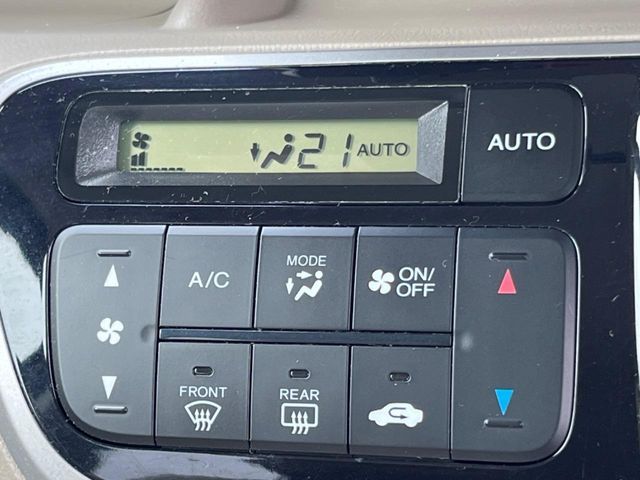 21 AUTO
AUTO
A/C
MODE
ON/
OFF
FRONT
REAR